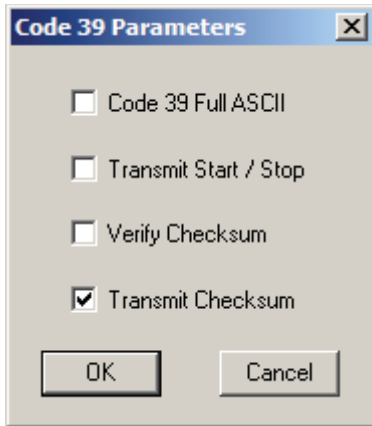 Code 39 Parameters
Code 39 Full ASCII
Transmit Start / Stop
Verify Checksum
Transmit Checksum
OK Cancel